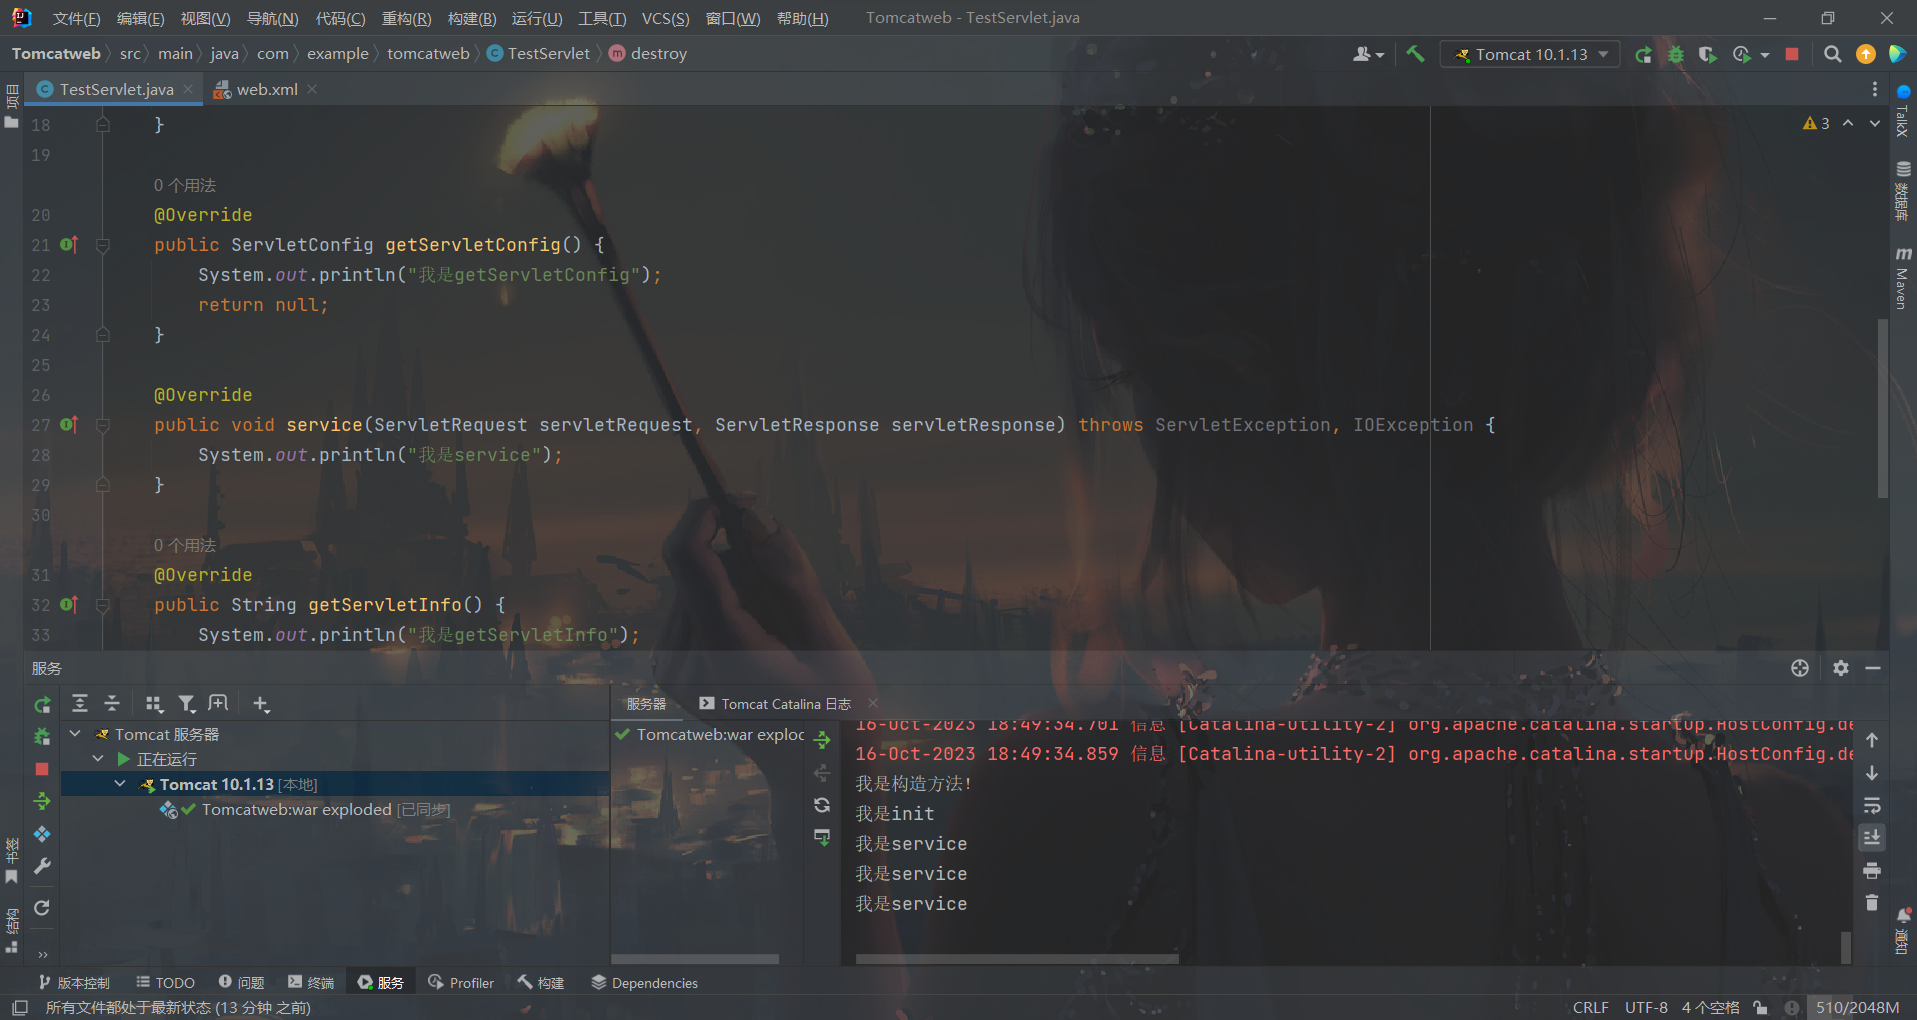 文件(F) 编辑(E) 视图(V) 导航(N) 代码(C) 重构(R) 构建(B) 运行(U) 工具(T) VCS(S) 窗口(W) 帮助(H) Tomcatweb - TestServlet.java
Tomcatweb src main java com example tomcatweb TestServlet destroy Tomcat 10.1.13
TestServlet.java web.xml
项目
18 }
3
19
0 个用法
20 @Override
21 public ServletConfig getServletConfig() {
22 System.out.println("我是getServletConfig");
23 return null;
24 }
25
26 @Override
27 public void service(ServletRequest servletRequest, ServletResponse servletResponse) throws ServletException, IOException {
28 System.out.println("我是service");
29 }
30
0 个用法
31 @Override
32 public String getServletInfo() {
33 System.out.println("我是getServletInfo");
TalkX
数据库
Maven
服务
服务器 Tomcat Catalina 日志
Tomcat 服务器
正在运行
Tomcat 10.1.13 [本地]
Tomcatweb:war exploded [已同步]
Tomcatweb:war explod
16-Oct-2023 18:49:34.701 信息 [Catalina-utility-2] org.apache.catalina.startup.HostConfig.de
16-Oct-2023 18:49:34.859 信息 [Catalina-utility-2] org.apache.catalina.startup.HostConfig.de
我是构造方法!
我是init
我是service
我是service
我是service
书签
结构
通知
版本控制 TODO 问题 终端 服务 Profiler 构建 Dependencies
所有文件都处于最新状态 (13 分钟 之前) CRLF UTF-8 4 个空格 510/2048M